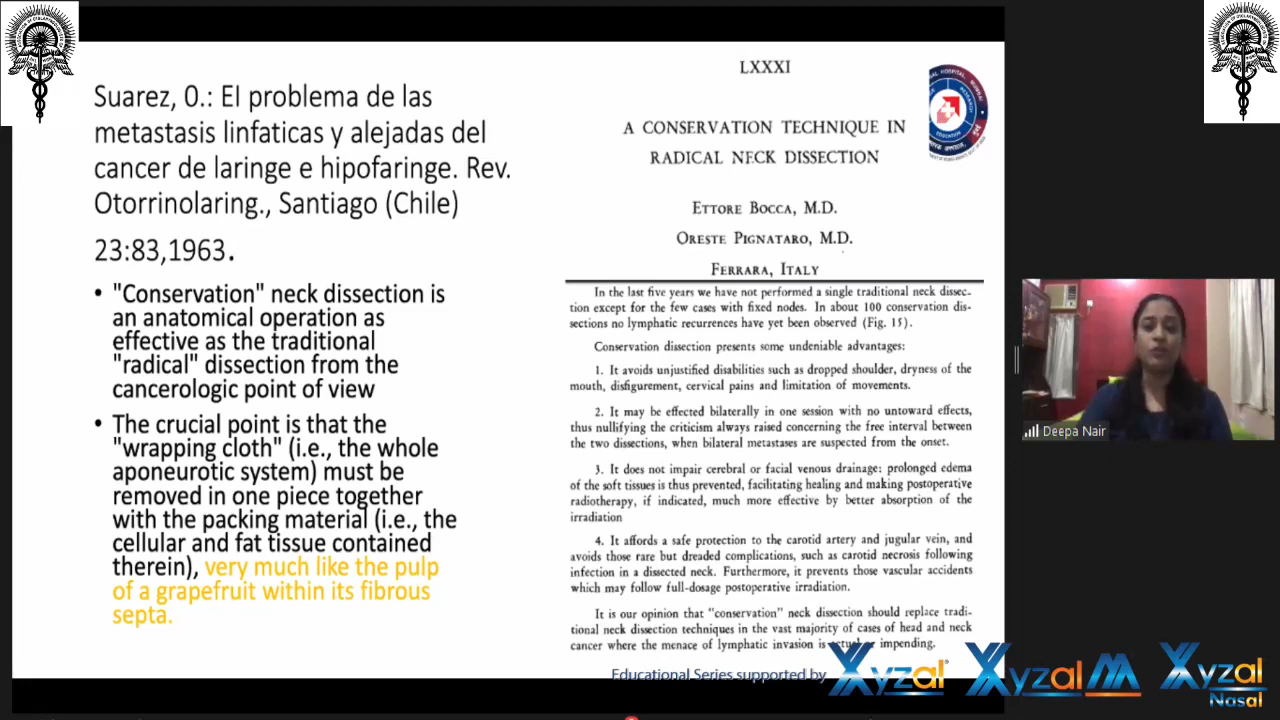 Suarez, O.: EI problema de las
metastasis linfaticas y alejadas del
cancer de laringe e hipofaringe. Rev.
Otorrinolaring., Santiago (Chile)
23:83,1963.
• "Conservation" neck dissection is
an anatomical operation as
effective as the traditional
"radical" dissection from the
cancerologic point of view
• The crucial point is that the
"wrapping cloth" (i.e., the whole
aponeurotic system) must be
removed in one piece together
with the packing material (i.e., the
cellular and fat tissue contained
therein), very much like the pulp
of a grapefruit within its fibrous
septa.
LXXXI
A CONSERVATION TECHNIQUE IN
RADICAL NECK DISSECTION
Ettore Bocca, M.D.
Oreste Pignataro, M.D.
Ferrara, Italy
In the last five years we have not performed a single traditional neck dissec-
tion except for the few cases with fixed nodes. In about 100 conservation dis-
sections no lymphatic recurrences have yet been observed (Fig. 15).
Conservation dissection presents some undeniable advantages:
1. It avoids unjustified disabilities such as dropped shoulder, dryness of the
mouth, disfigurement, cervical pains and limitation of movements.
2. It may be effected bilaterally in one session with no untoward effects,
thus nullifying the criticism always raised concerning the free interval between
the two dissections, when bilateral metastases are suspected from the onset.
3. It does not impair cerebral or facial venous drainage: prolonged edema
of the soft tissues is thus prevented, facilitating healing and making postoperative
radiotherapy, if indicated, much more effective by better absorption of the
irradiation
4. It affords a safe protection to the carotid artery and jugular vein, and
avoids those rare but dreaded complications, such as carotid necrosis following
infection in a dissected neck. Furthermore, it prevents those vascular accidents
which may follow full-dosage postoperative irradiation.
It is our opinion that "conservation" neck dissection should replace tradi-
tional neck dissection techniques in the vast majority of cases of head and neck
cancer where the menace of lymphatic invasion is actual or impending.
Educational Series supported by
Xyzal
Xyzal M
Xyzal
Nasal
Deepa Nair